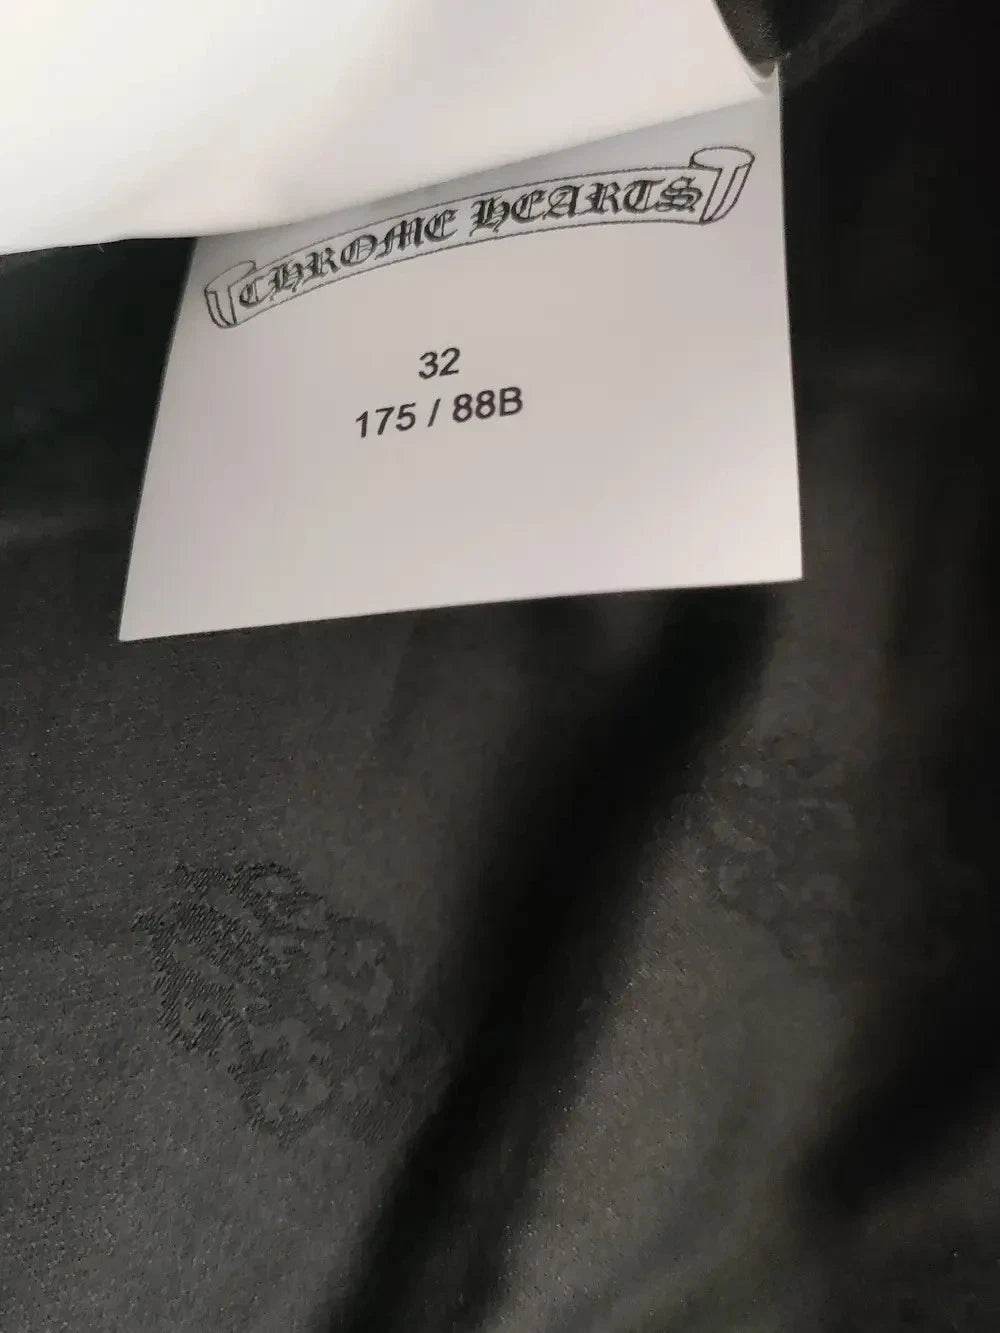 CHROME HEARTS
32
175 / 88B